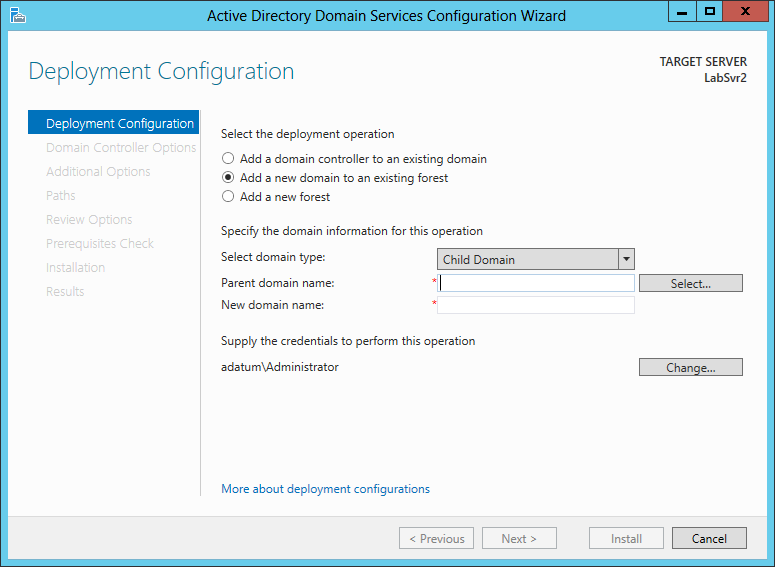 Active Directory Domain Services Configuration Wizard
Deployment Configuration
TARGET SERVER
LabSvr2
Deployment Configuration
Domain Controller Options
Additional Options
Paths
Review Options
Prerequisites Check
Installation
Results
Select the deployment operation
Add a domain controller to an existing domain
Add a new domain to an existing forest
Add a new forest
Specify the domain information for this operation
Select domain type: Child Domain
Parent domain name: * Select...
New domain name: *
Supply the credentials to perform this operation
adatum\Administrator Change...
More about deployment configurations
< Previous Next > Install Cancel